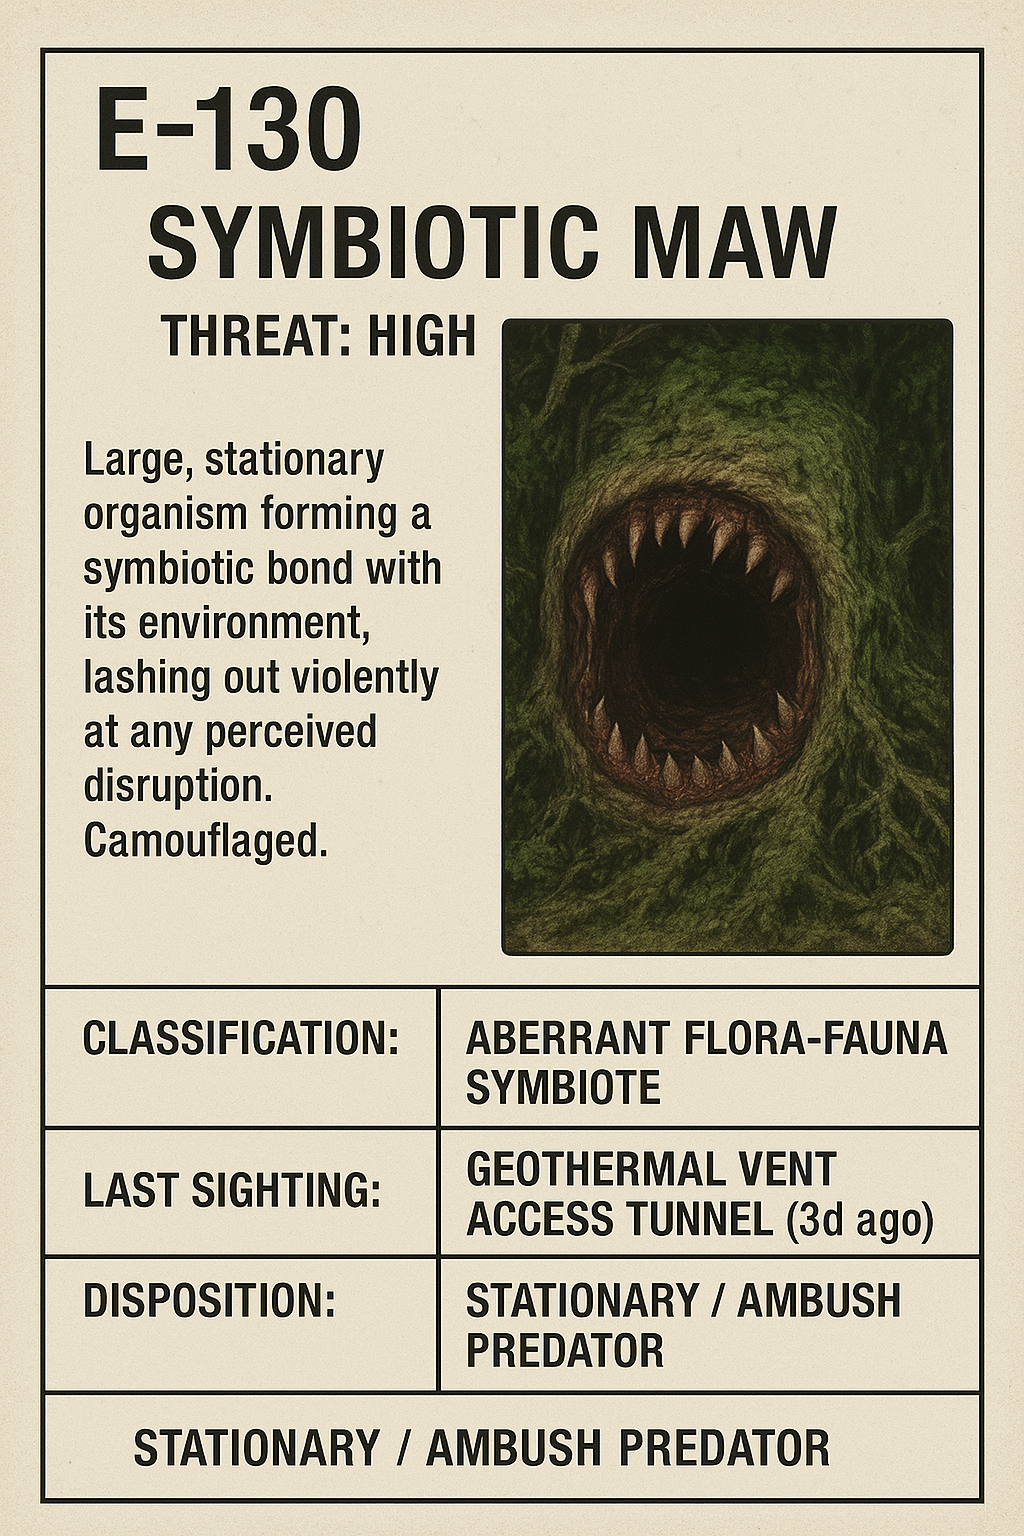 E-130
SYMBIOTIC MAW
THREAT: HIGH
Large, stationary
organism forming a
symbiotic bond with
its environment,
lashing out violently
at any perceived
disruption.
Camouflaged.
CLASSIFICATION:
ABERRANT FLORA-FAUNA
SYMBIOTE
LAST SIGHTING:
GEOTHERMAL VENT
ACCESS TUNNEL (3d ago)
DISPOSITION:
STATIONARY / AMBUSH
PREDATOR
STATIONARY / AMBUSH PREDATOR